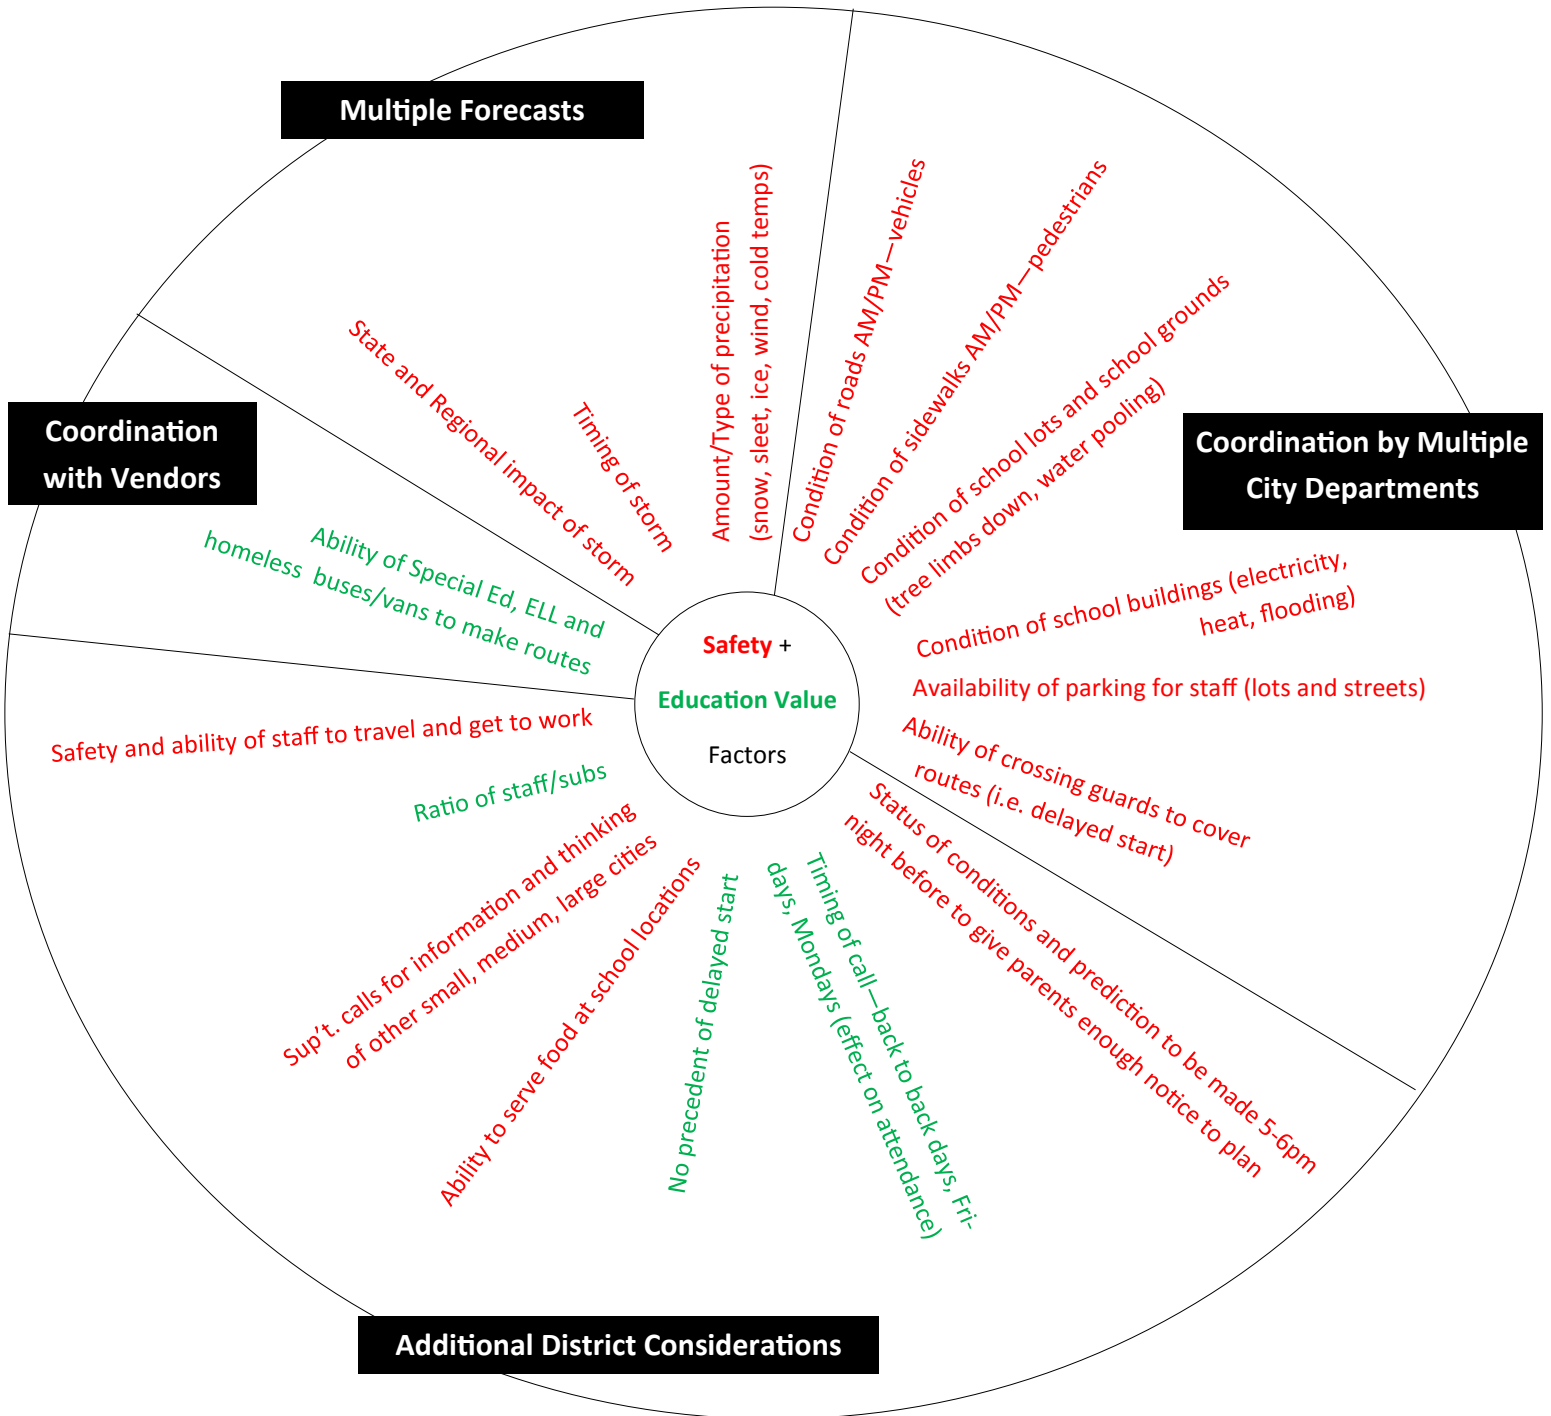 Multiple Forecasts
State and Regional impact of storm
Timing of storm
Amount/Type of precipitation
(snow, sleet, ice, wind, cold temps)
Coordination by Multiple
City Departments
Condition of roads AM/PM—vehicles
Condition of sidewalks AM/PM—pedestrians
Condition of school lots and school grounds
(tree limbs down, water pooling)
Condition of school buildings (electricity,
heat, flooding)
Availability of parking for staff (lots and streets)
Ability of crossing guards to cover
routes (i.e. delayed start)
Coordination
with Vendors
Ability of Special Ed, ELL and
homeless  buses/vans to make routes
Safety +
Education Value
Factors
Additional District Considerations
Safety and ability of staff to travel and get to work
Ratio of staff/subs
Sup’t. calls for information and thinking
of other small, medium, large cities
Ability to serve food at school locations
No precedent of delayed start
Timing of call—back to back days, Fri-
days, Mondays (effect on attendance)
Status of conditions and prediction to be made 5-6pm
night before to give parents enough notice to plan